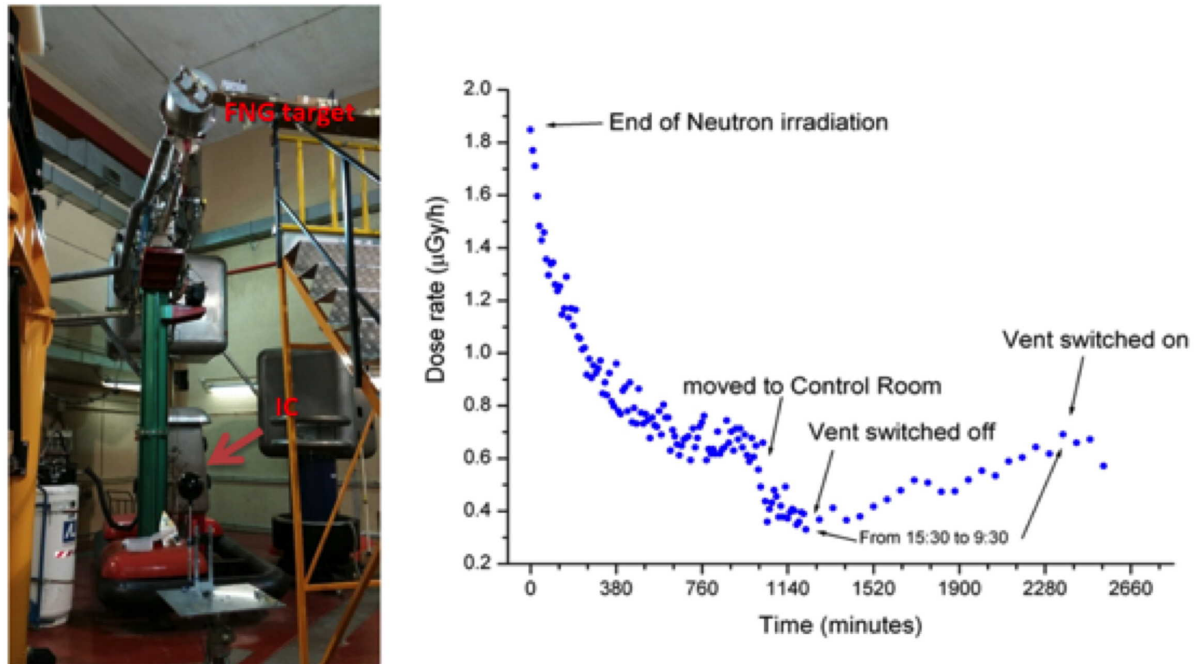 FNG target
IC
2.0
1.8
1.6
1.4
1.2
1.0
0.8
0.6
0.4
0.2
Dose rate (μGy/h)
End of Neutron irradiation
Vent switched on
moved to Control Room
Vent switched off
From 15:30 to 9:30
0 380 760 1140 1520 1900 2280 2660
Time (minutes)